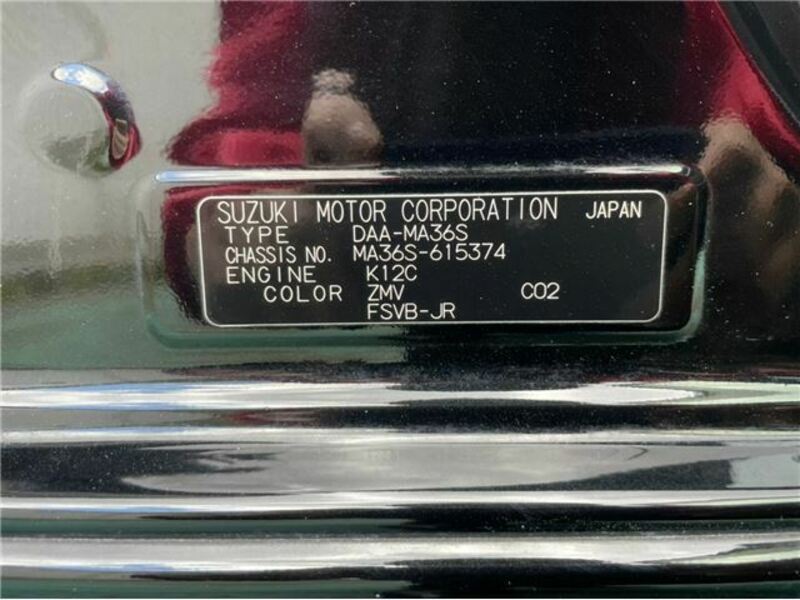 SUZUKI MOTOR CORPORATION JAPAN
TYPE DAA-MA36S
CHASSIS NO. MA36S-615374
ENGINE K12C
COLOR ZMV C02
FSVB-JR